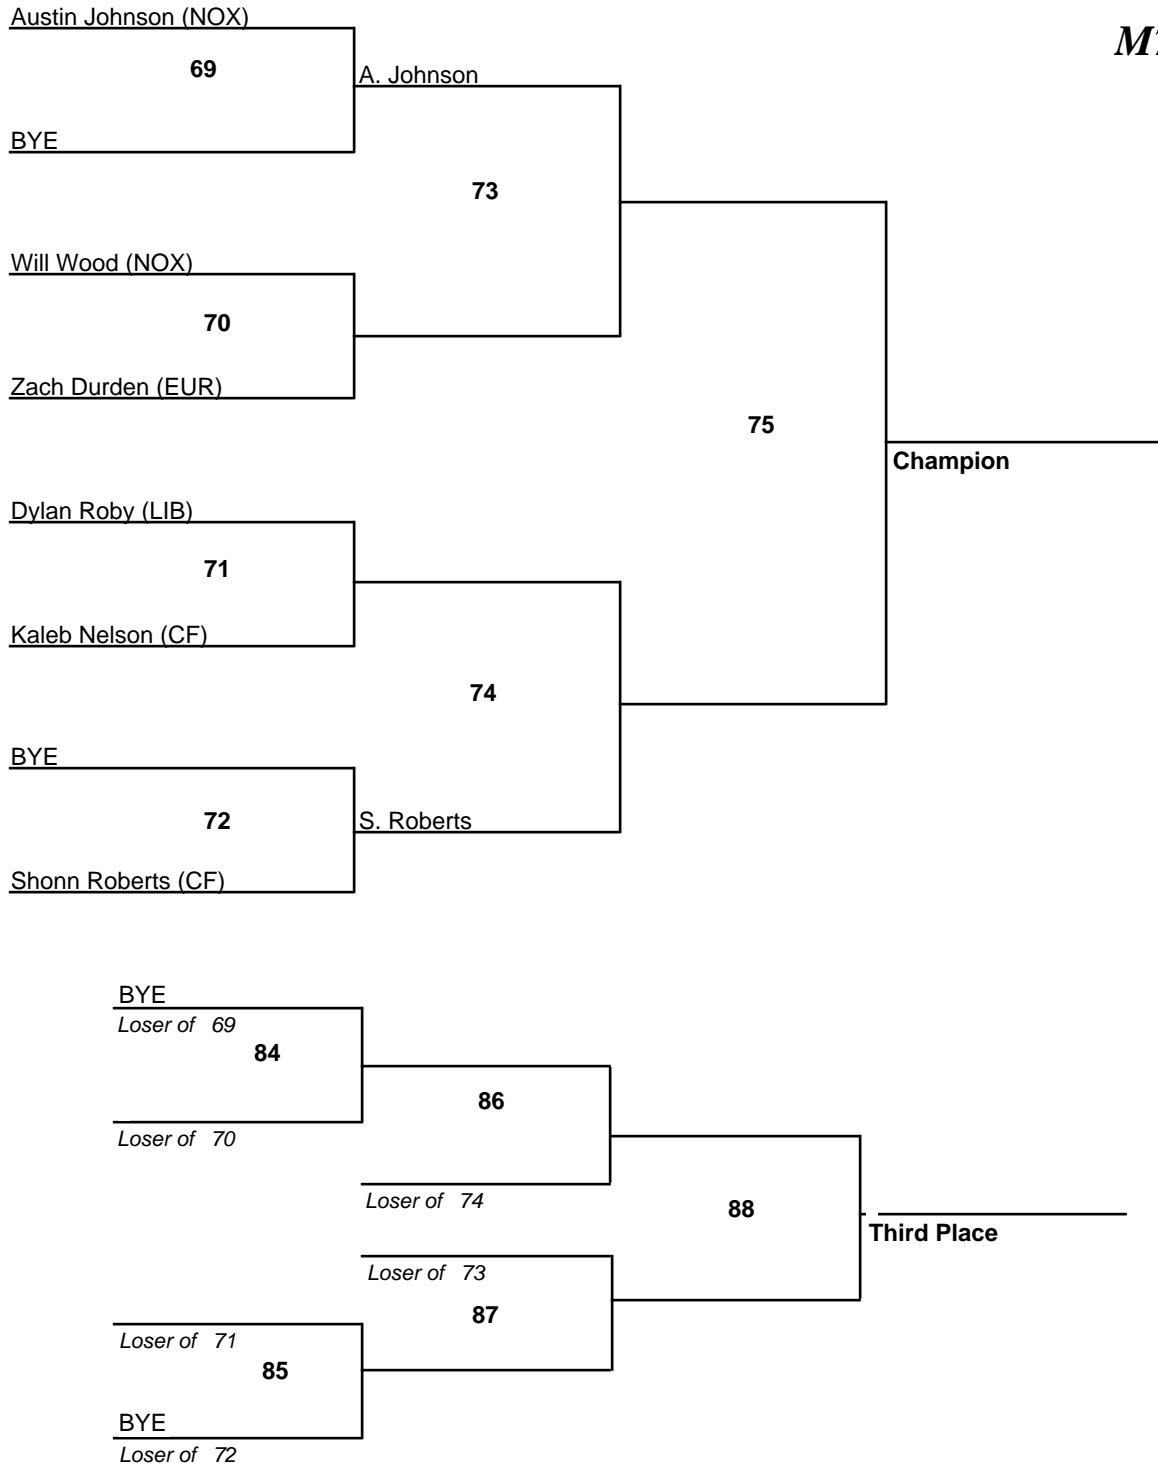 Austin Johnson (NOX)
69
A. Johnson
BYE
73
Will Wood (NOX)
70
Zach Durden (EUR)
75
Champion
Dylan Roby (LIB)
71
Kaleb Nelson (CF)
74
BYE
72
S. Roberts
Shonn Roberts (CF)
BYE
Loser of 69
84
86
Loser of 70
Loser of 74
88
Third Place
Loser of 73
87
Loser of 71
85
BYE
Loser of 72